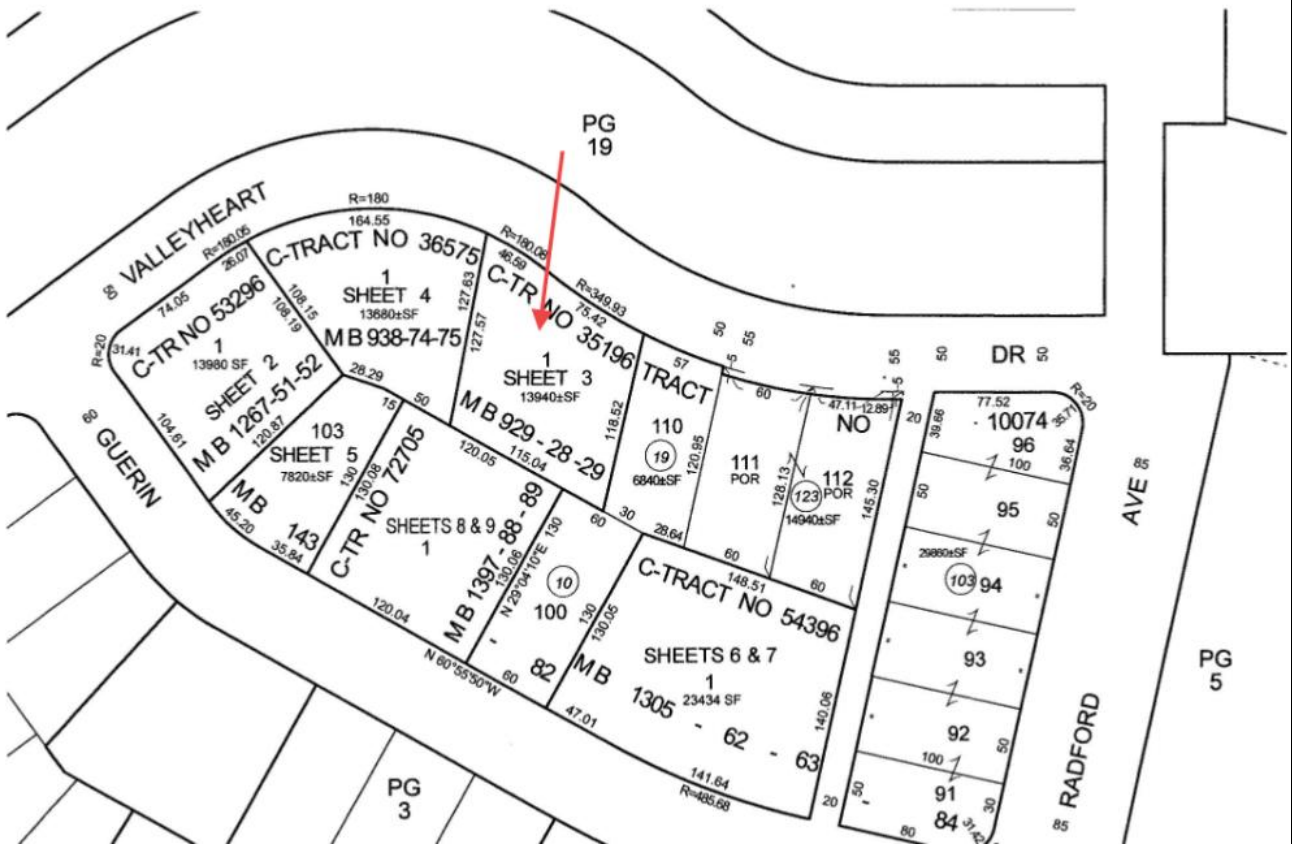 PG
19
50 VALLEYHEART
R=180.05
26.07
74.05
R=20
31.41
C-TR NO 53296
1
13980 SF
SHEET 2
M B 1267-51-52
104.61
120.87
R=180
164.55
C-TRACT NO 36575
1
SHEET 4
13680±SF
M B 938-74-75
108.15
108.19
127.63
127.57
28.29
R=180.08
46.59
R=349.93
75.42
C-TR NO 35196
1
SHEET 3
13940±SF
M B 929 - 28 -29
118.52
115.04
57
TRACT
110
19
6840±SF
120.95
30
28.64
50
55
5
60
111
POR
60
128.13
47.11
12.89
5
55
NO
112
POR
123
14940±SF
145.30
60
50
DR
50
20
77.52
R=20
35.71
39.66
10074
96
100
36.64
50
95
50
29860±SF
103
94
93
92
50
100
91
50
30
84
31.42
80
20
85
AVE
RADFORD
85
PG
5
60
GUERIN
103
SHEET 5
7820±SF
M B
143
45.20
35.84
15
130
130.08
50
C-TR NO 72705
120.05
SHEETS 8 & 9
1
M B 1397 - 88 - 89
120.04
N 60°55'50"W
130.06
N 29°04'10"E
130
60
10
100
82
60
130
130.05
C-TRACT NO 54396
148.51
SHEETS 6 & 7
1
23434 SF
M B
1305 - 62 - 63
140.06
47.01
141.64
R=485.68
PG
3